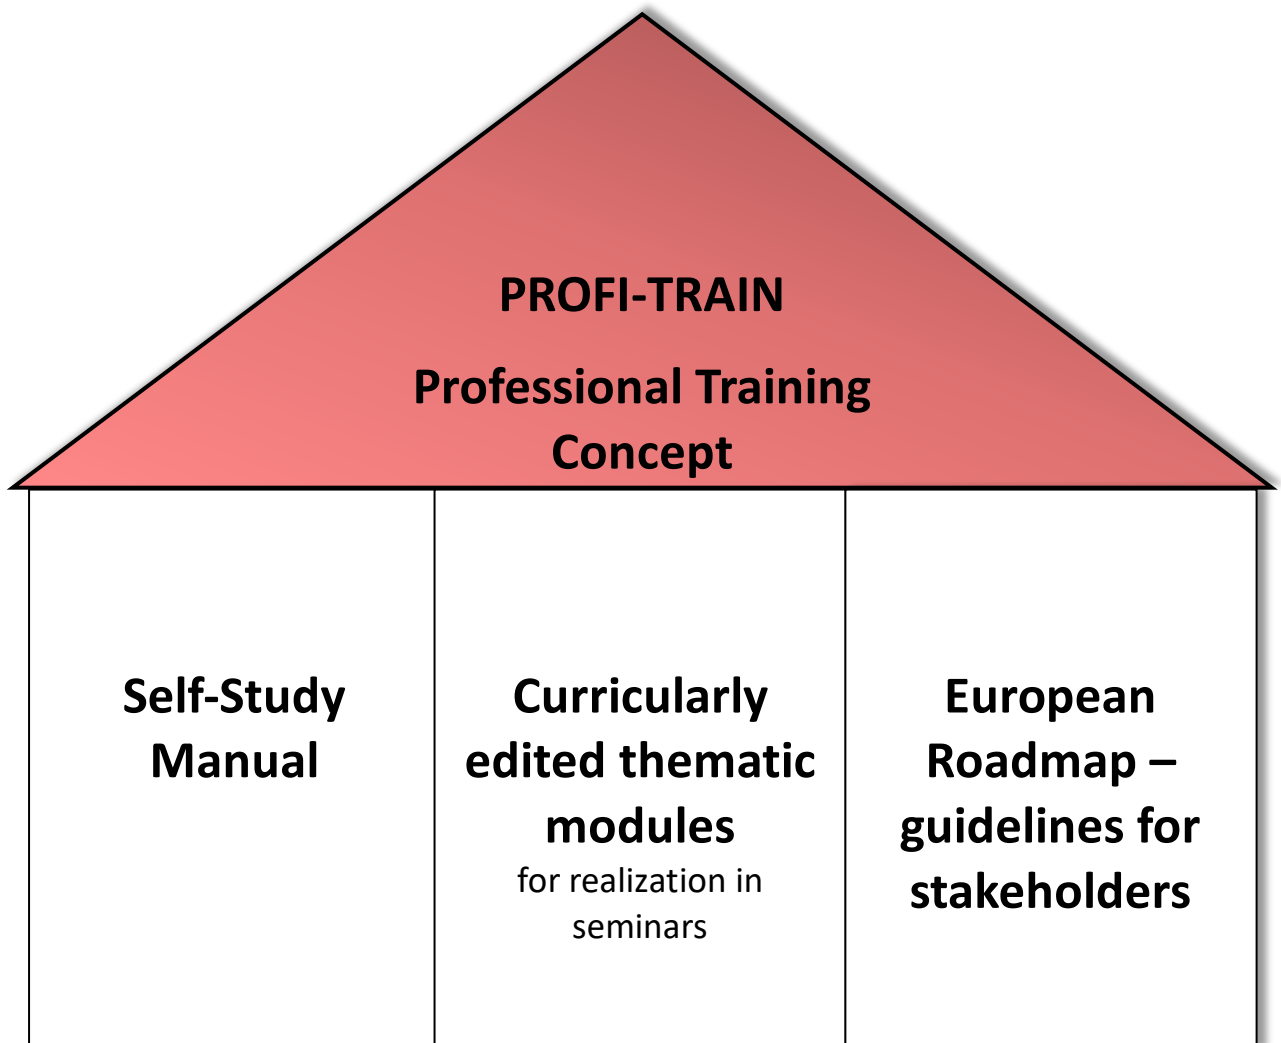 PROFI-TRAIN
Professional Training
Concept
Self-Study
Manual
Curricularly
edited thematic
modules
for realization in
seminars
European
Roadmap –
guidelines for
stakeholders